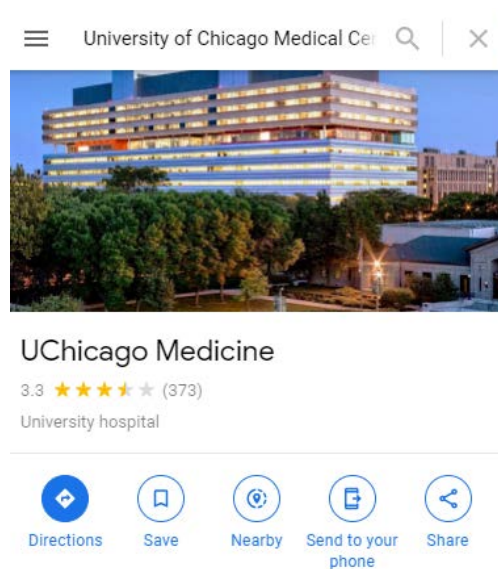 University of Chicago Medical Cen
UChicago Medicine
3.3 (373)
University hospital
Directions Save Nearby Send to your phone Share